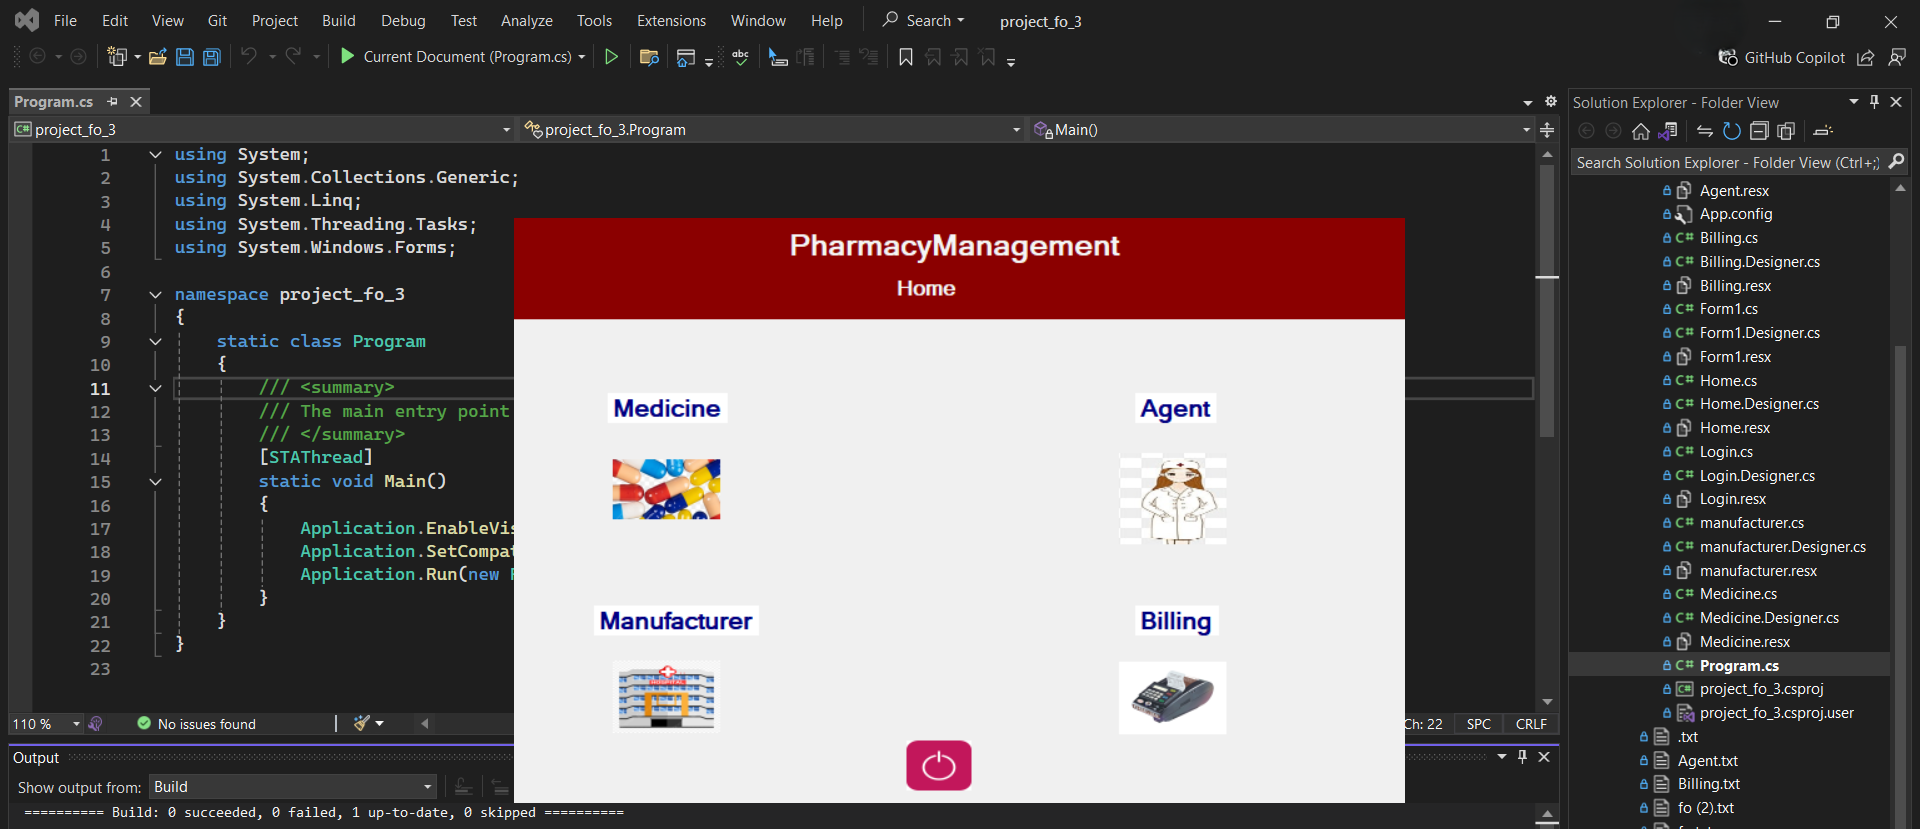 File Edit View Git Project Build Debug Test Analyze Tools Extensions Window Help Search project_fo_3
Current Document (Program.cs) abc GitHub Copilot
Program.cs
project_fo_3 project_fo_3.Program Main()
1 using System;
2 using System.Collections.Generic;
3 using System.Linq;
4 using System.Threading.Tasks;
5 using System.Windows.Forms;
6
7 namespace project_fo_3
8 {
9 static class Program
10 {
11 /// <summary>
12 /// The main entry point
13 /// </summary>
14 [STAThread]
15 static void Main()
16 {
17 Application.EnableVis
18 Application.SetCompat
19 Application.Run(new
20 }
21 }
22 }
23
110 % No issues found Ch: 22 SPC CRLF
Output
Show output from: Build
========== Build: 0 succeeded, 0 failed, 1 up-to-date, 0 skipped ==========
PharmacyManagement
Home
Medicine
Agent
HOSPITAL
Manufacturer
Billing
Solution Explorer - Folder View
Search Solution Explorer - Folder View (Ctrl+;)
Agent.resx
App.config
C# Billing.cs
C# Billing.Designer.cs
Billing.resx
C# Form1.cs
C# Form1.Designer.cs
Form1.resx
C# Home.cs
C# Home.Designer.cs
Home.resx
C# Login.cs
C# Login.Designer.cs
Login.resx
C# manufacturer.cs
C# manufacturer.Designer.cs
manufacturer.resx
C# Medicine.cs
C# Medicine.Designer.cs
Medicine.resx
C# Program.cs
C# project_fo_3.csproj
project_fo_3.csproj.user
.txt
Agent.txt
Billing.txt
fo (2).txt